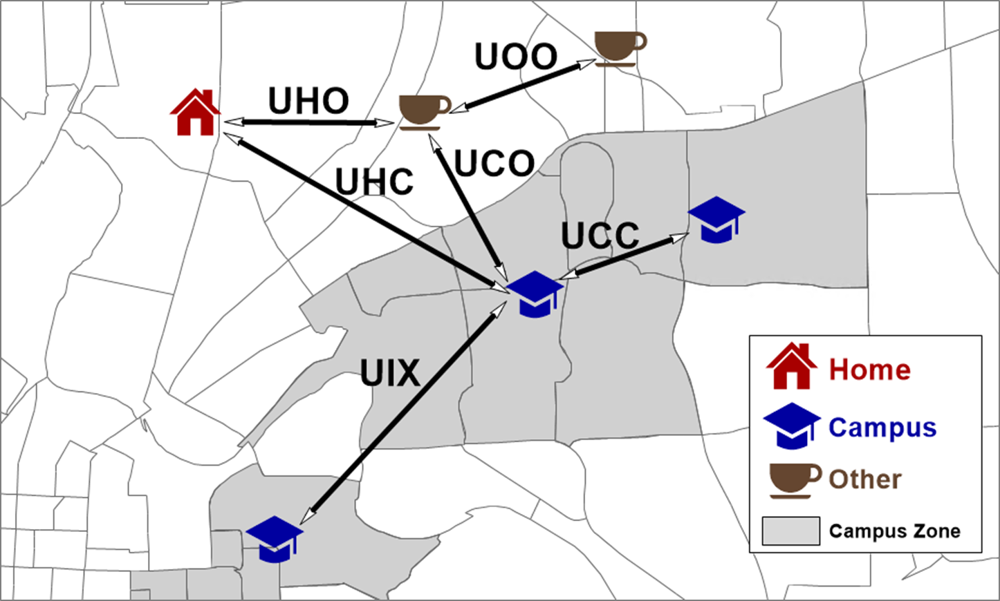 UOO
UHO
UCO
UHC
UCC
UIX
Home
Campus
Other
Campus Zone